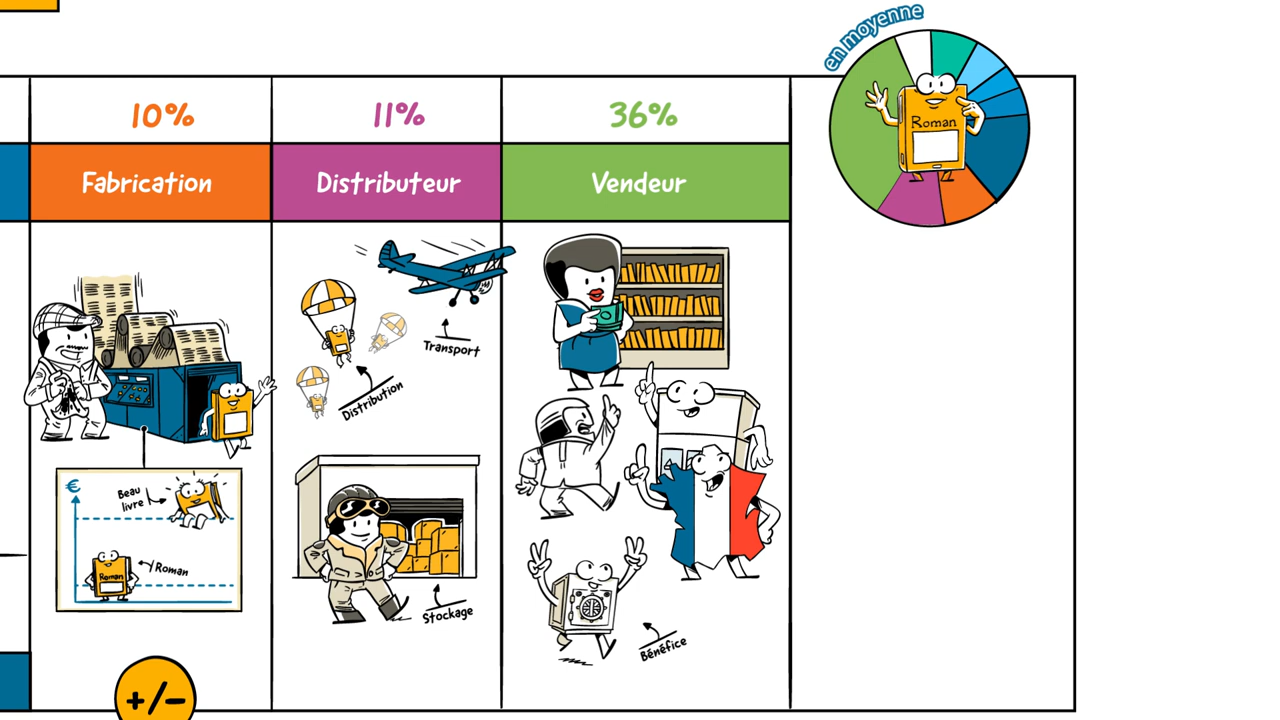 en moyenne
Roman
10%
11%
36%
Fabrication
Distributeur
Vendeur
Transport
Distribution
€
Beau
livre
Roman
Roman
Stockage
Bénéfice
+/-